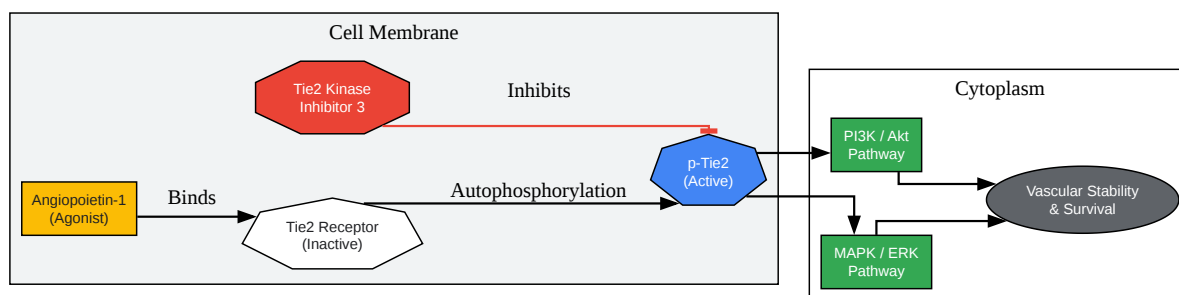 Cell Membrane
Tie2 Kinase
Inhibitor 3
Inhibits
Cytoplasm
PI3K / Akt
Pathway
p-Tie2
(Active)
Angiopoietin-1
(Agonist)
Binds
Autophosphorylation
Tie2 Receptor
(Inactive)
Vascular Stability
& Survival
MAPK / ERK
Pathway